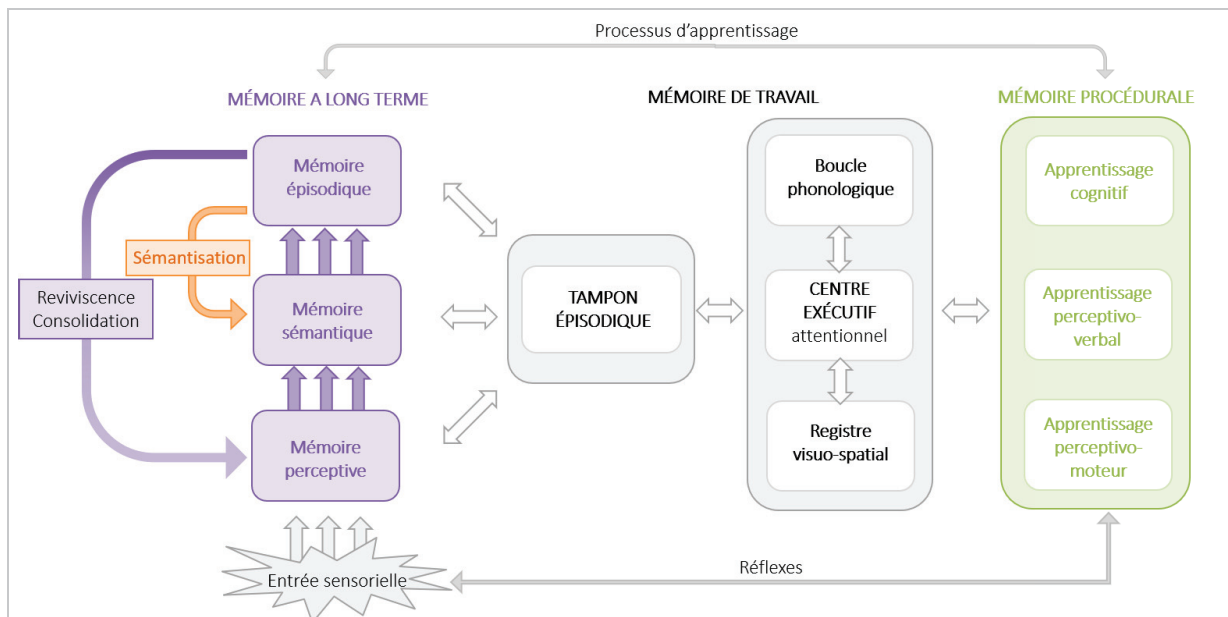 Processus d'apprentissage
MÉMOIRE A LONG TERME
MÉMOIRE DE TRAVAIL
MÉMOIRE PROCÉDURALE
Mémoire
épisodique
Sémantisation
Reviviscence
Consolidation
Mémoire
sémantique
Mémoire
perceptive
Entrée sensorielle
TAMPON
ÉPISODIQUE
Boucle
phonologique
CENTRE
EXÉCUTIF
attentionnel
Registre
visuo-spatial
Apprentissage
cognitif
Apprentissage
perceptivo-
verbal
Apprentissage
perceptivo-
moteur
Réflexes